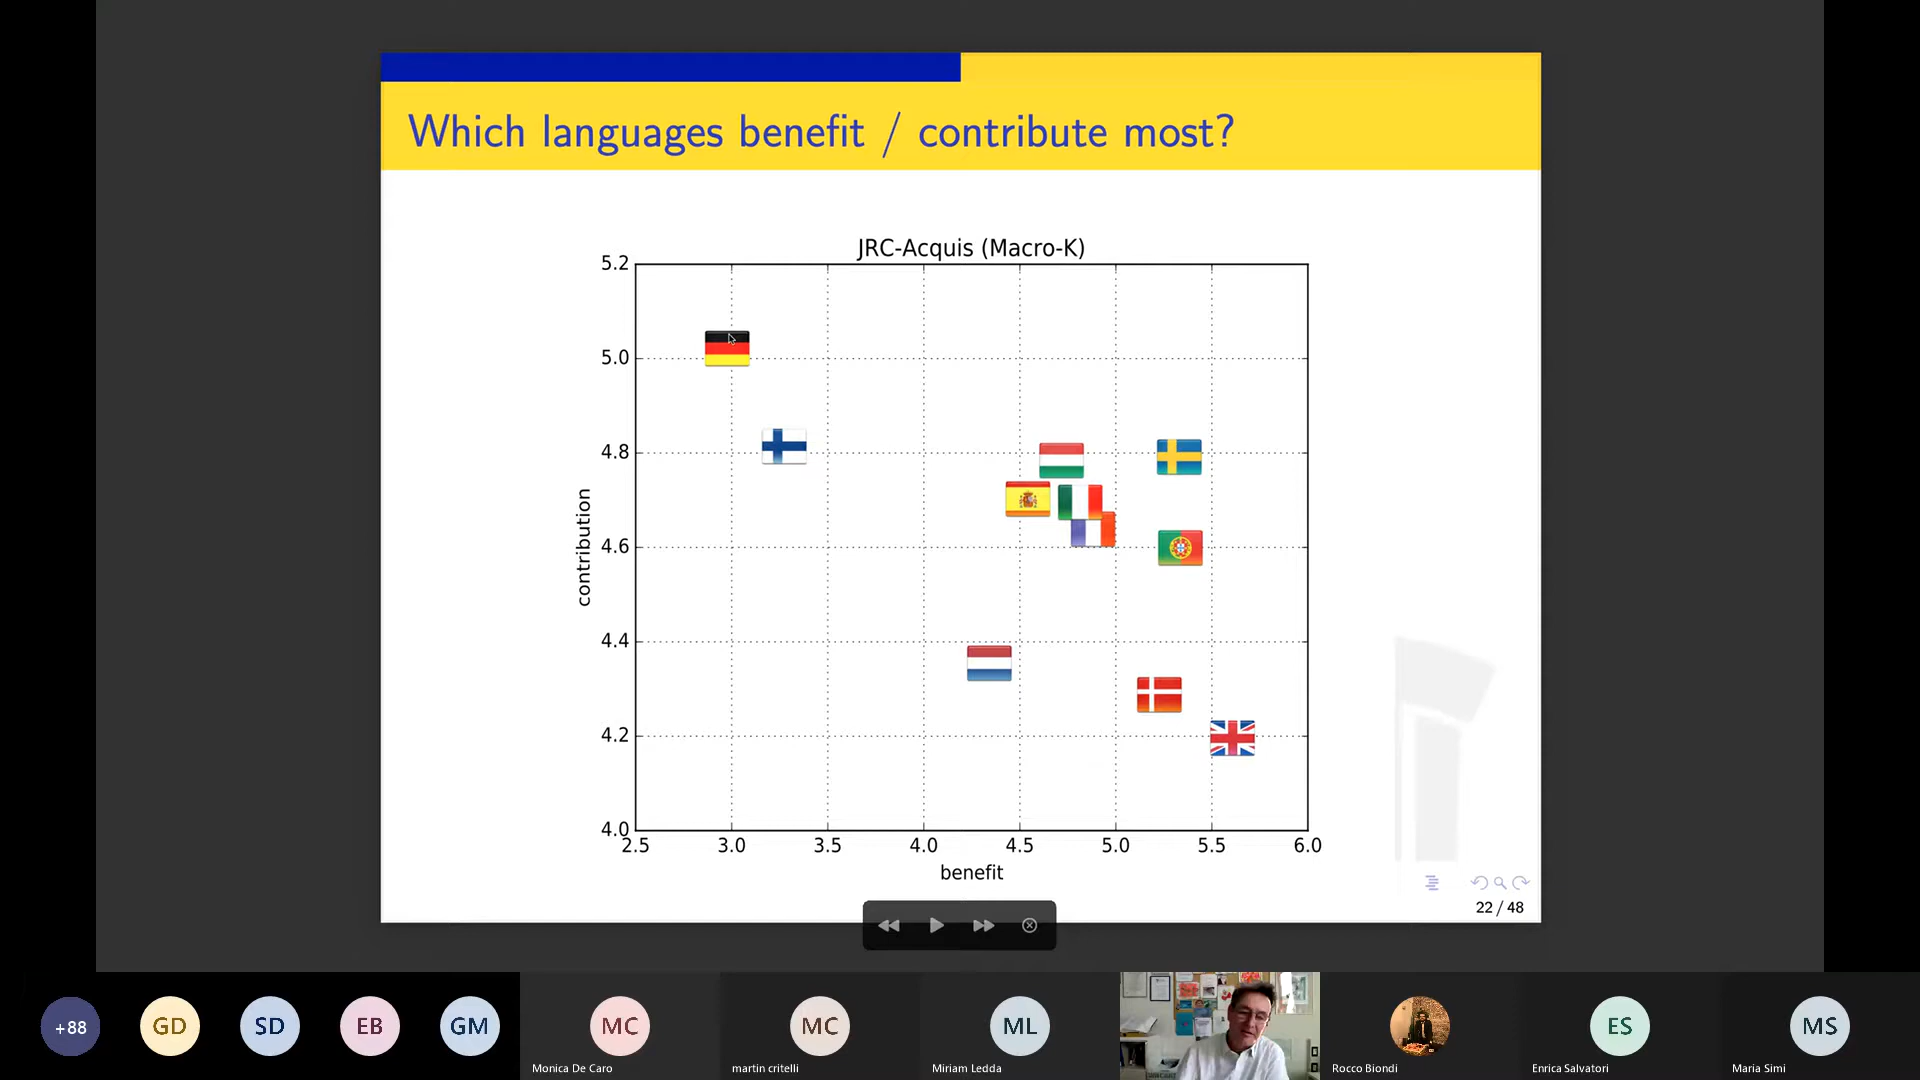 Which languages benefit / contribute most?
JRC-Acquis (Macro-K)
5.2
5.0
4.8
4.6
4.4
4.2
4.0
contribution
2.5 3.0 3.5 4.0 4.5 5.0 5.5 6.0
benefit
22 / 48
+88 GD SD EB GM MC MC ML ES MS
Monica De Caro martin critelli Miriam Ledda Rocco Biondi Enrica Salvatori Maria Simi